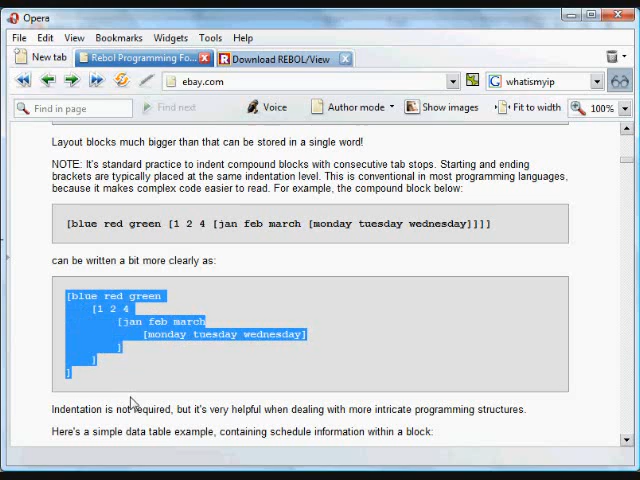 Opera
File Edit View Bookmarks Widgets Tools Help
New tab Rebol Programming Fo... Download REBOL/View
ebay.com whatismyip
Find in page Find next Voice Author mode Show images Fit to width 100%
Layout blocks much bigger than that can be stored in a single word!
NOTE: It's standard practice to indent compound blocks with consecutive tab stops. Starting and ending
brackets are typically placed at the same indentation level. This is conventional in most programming languages,
because it makes complex code easier to read. For example, the compound block below:
[blue red green [1 2 4 [jan feb march [monday tuesday wednesday]]]]
can be written a bit more clearly as:
[blue red green
[1 2 4
[jan feb march
[monday tuesday wednesday]
]
]
]
Indentation is not required, but it's very helpful when dealing with more intricate programming structures.
Here's a simple data table example, containing schedule information within a block: